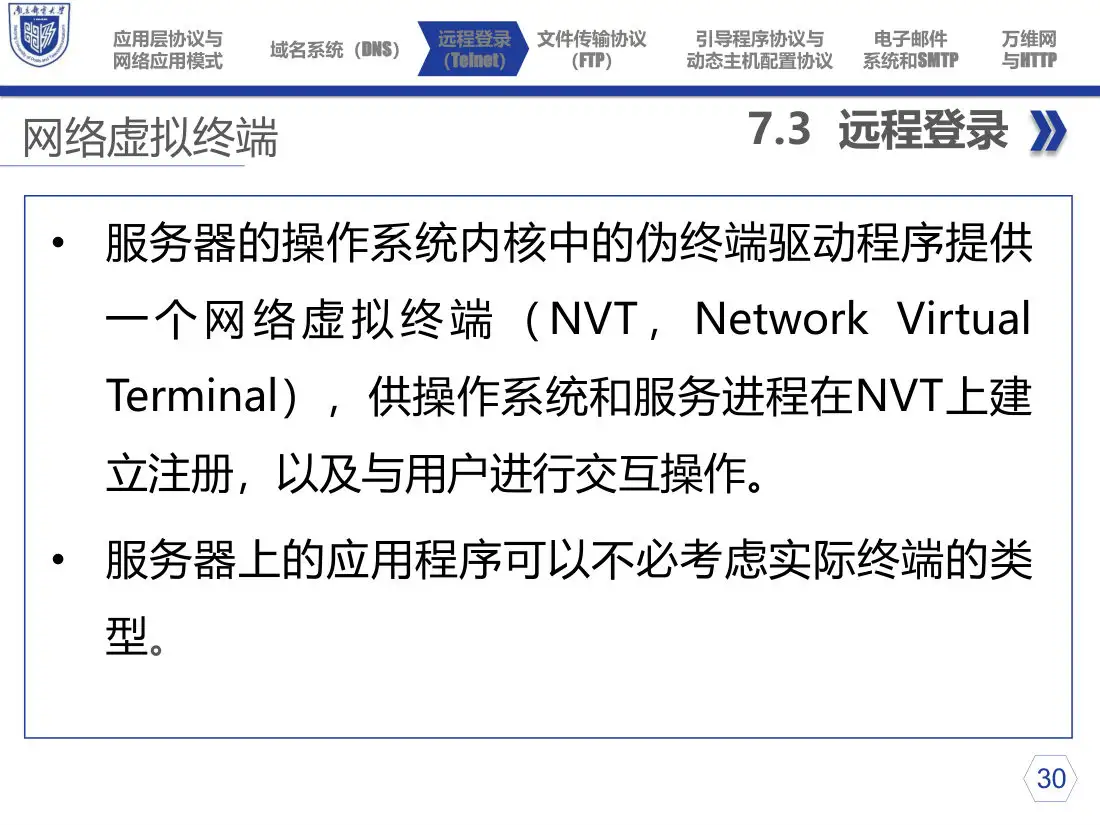 南京邮电大学
应用层协议与
网络应用模式
域名系统（DNS）
远程登录
（Telnet）
文件传输协议
（FTP）
引导程序协议与
动态主机配置协议
电子邮件
系统和SMTP
万维网
与HTTP
网络虚拟终端
7.3 远程登录
• 服务器的操作系统内核中的伪终端驱动程序提供
一个网络虚拟终端（NVT，Network Virtual
Terminal），供操作系统和服务进程在NVT上建
立注册，以及与用户进行交互操作。
• 服务器上的应用程序可以不必考虑实际终端的类
型。
30